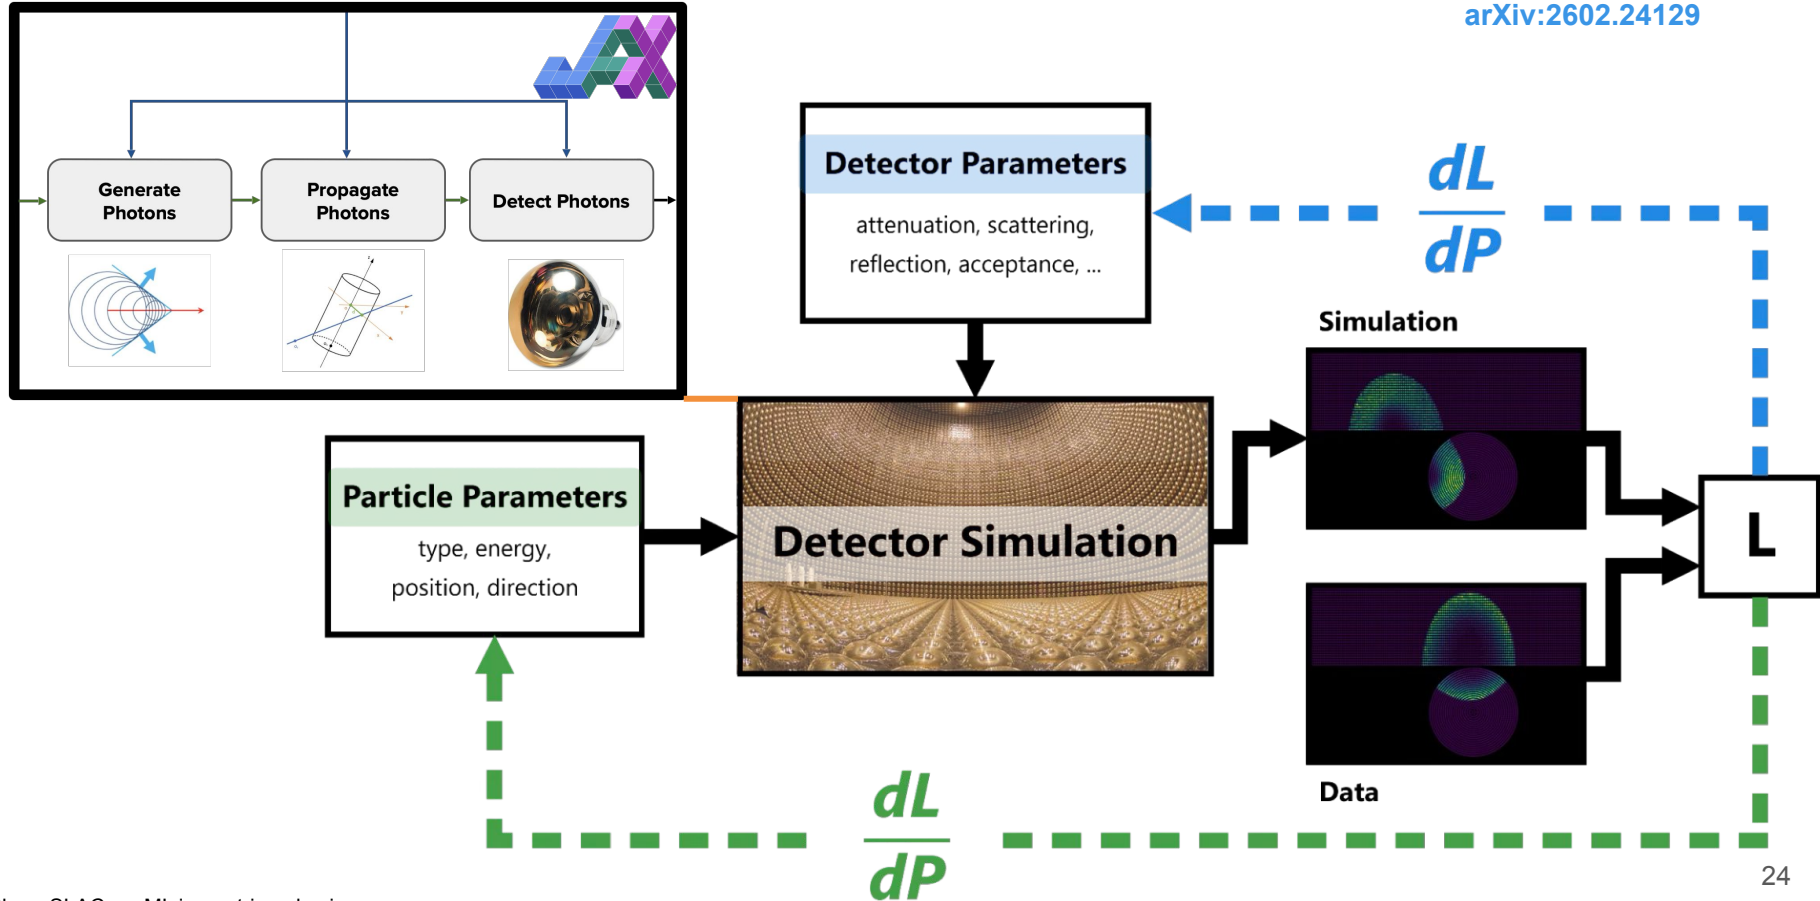 arXiv:2602.24129
JAX
Generate
Photons
Propagate
Photons
Detect Photons
Detector Parameters
attenuation, scattering,
reflection, acceptance, ...
dL
dP
Simulation
Particle Parameters
type, energy,
position, direction
Detector Simulation
L
Data
dL
dP
24